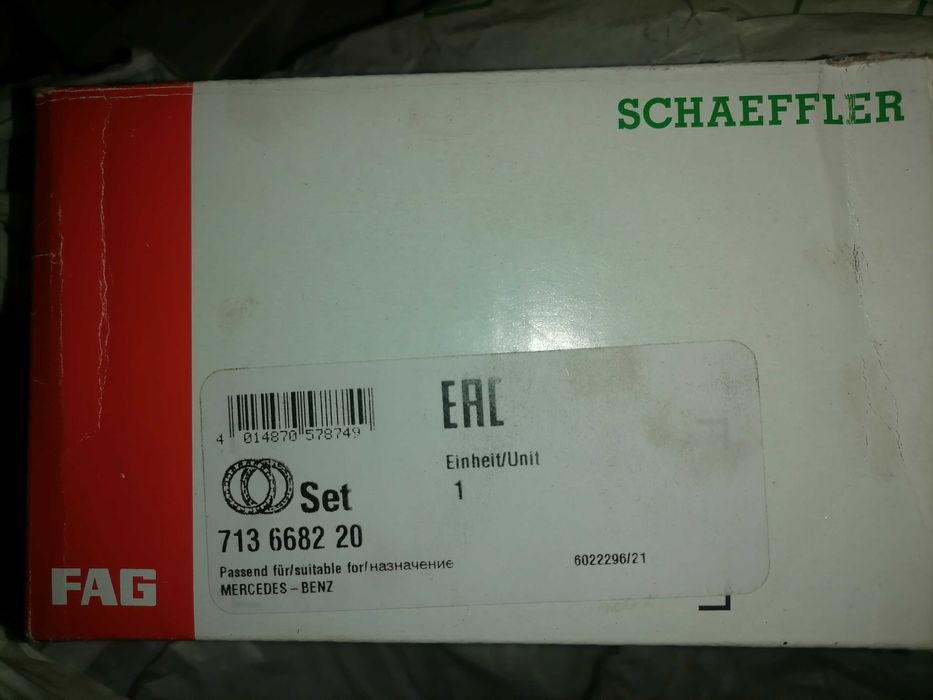 SCHAEFFLER
EAC
4 014870 578749
Einheit/Unit
1
Set
713 6682 20
Passend für/suitable for/назначение
6022296/21
MERCEDES – BENZ
FAG